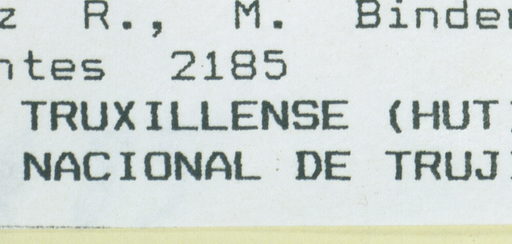 z R., M. Binder
ntes 2185
TRUXILLENSE (HUT)
NACIONAL DE TRUJI